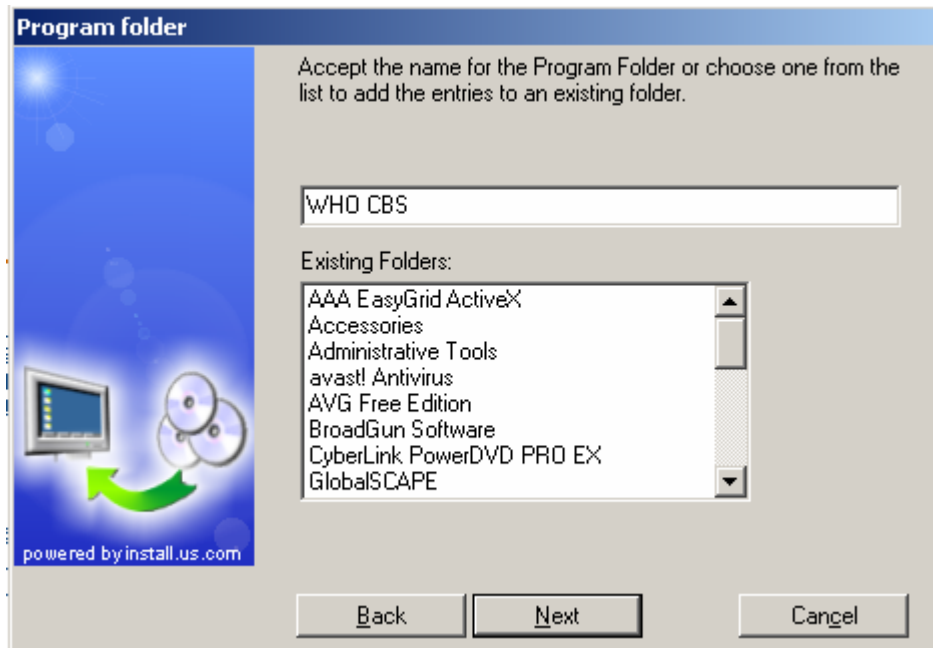 Program folder
Accept the name for the Program Folder or choose one from the
list to add the entries to an existing folder.
WHO CBS
Existing Folders:
AAA EasyGrid ActiveX
Accessories
Administrative Tools
avast! Antivirus
AVG Free Edition
BroadGun Software
CyberLink PowerDVD PRO EX
GlobalSCAPE
powered by install.us.com
Back
Next
Cancel